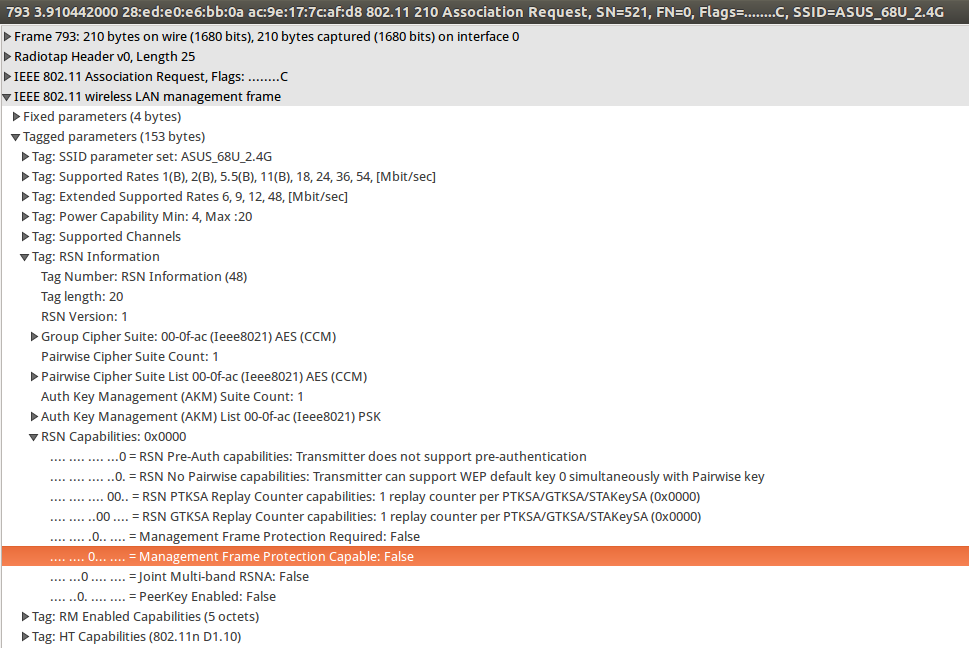 793 3.910442000 28:ed:e0:e6:bb:0a ac:9e:17:7c:af:d8 802.11 210 Association Request, SN=521, FN=0, Flags=........C, SSID=ASUS_68U_2.4G
Frame 793: 210 bytes on wire (1680 bits), 210 bytes captured (1680 bits) on interface 0
Radiotap Header v0, Length 25
IEEE 802.11 Association Request, Flags: ........C
IEEE 802.11 wireless LAN management frame
Fixed parameters (4 bytes)
Tagged parameters (153 bytes)
Tag: SSID parameter set: ASUS_68U_2.4G
Tag: Supported Rates 1(B), 2(B), 5.5(B), 11(B), 18, 24, 36, 54, [Mbit/sec]
Tag: Extended Supported Rates 6, 9, 12, 48, [Mbit/sec]
Tag: Power Capability Min: 4, Max :20
Tag: Supported Channels
Tag: RSN Information
Tag Number: RSN Information (48)
Tag length: 20
RSN Version: 1
Group Cipher Suite: 00-0f-ac (Ieee8021) AES (CCM)
Pairwise Cipher Suite Count: 1
Pairwise Cipher Suite List 00-0f-ac (Ieee8021) AES (CCM)
Auth Key Management (AKM) Suite Count: 1
Auth Key Management (AKM) List 00-0f-ac (Ieee8021) PSK
RSN Capabilities: 0x0000
.... .... .... ...0 = RSN Pre-Auth capabilities: Transmitter does not support pre-authentication
.... .... .... ..0. = RSN No Pairwise capabilities: Transmitter can support WEP default key 0 simultaneously with Pairwise key
.... .... .... 00.. = RSN PTKSA Replay Counter capabilities: 1 replay counter per PTKSA/GTKSA/STAKeySA (0x0000)
.... .... ..00 .... = RSN GTKSA Replay Counter capabilities: 1 replay counter per PTKSA/GTKSA/STAKeySA (0x0000)
.... .... .0.. .... = Management Frame Protection Required: False
.... .... 0... .... = Management Frame Protection Capable: False
.... ...0 .... .... = Joint Multi-band RSNA: False
.... ..0. .... .... = PeerKey Enabled: False
Tag: RM Enabled Capabilities (5 octets)
Tag: HT Capabilities (802.11n D1.10)